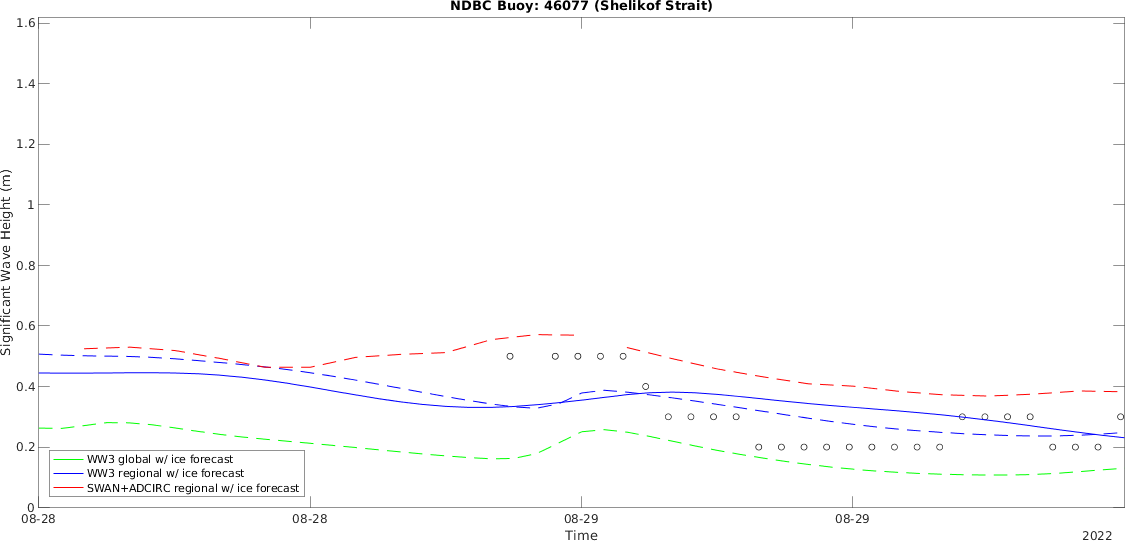 NDBC Buoy: 46077 (Shelikof Strait)
1.6
1.4
1.2
1
0.8
0.6
0.4
0.2
0
Significant Wave Height (m)
WW3 global w/ ice forecast
WW3 regional w/ ice forecast
SWAN+ADCIRC regional w/ ice forecast
08-28 08-28 08-29 08-29
Time
2022